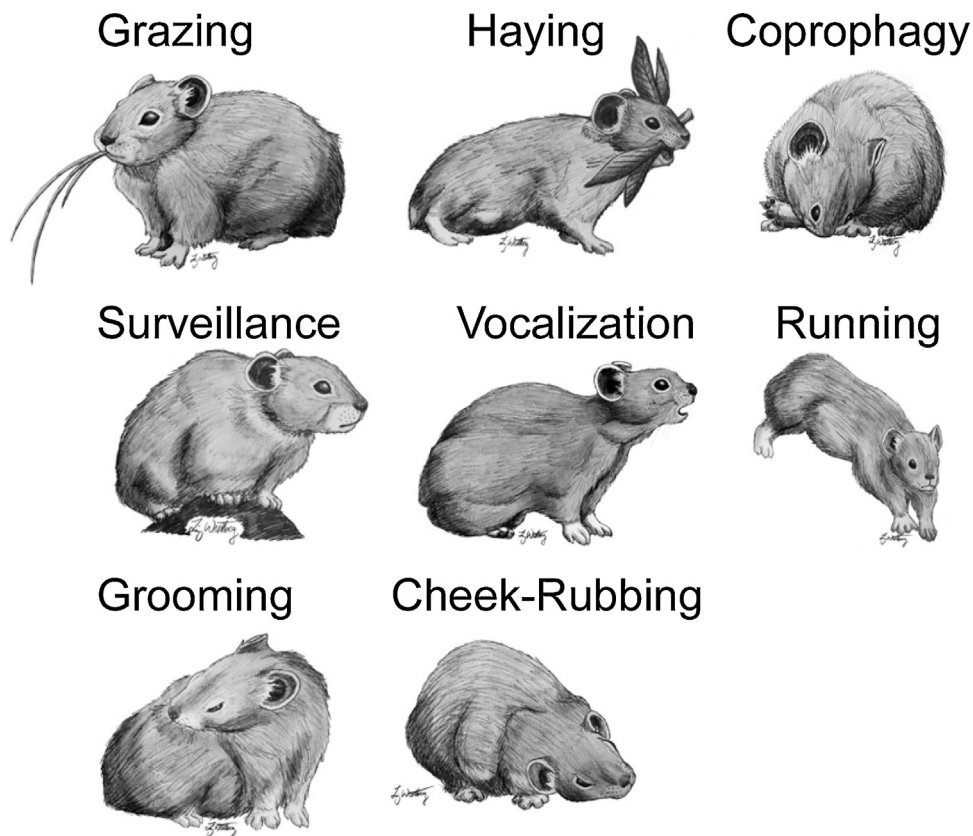 Grazing
Haying
Coprophagy
Surveillance
Vocalization
Running
Grooming
Cheek-Rubbing